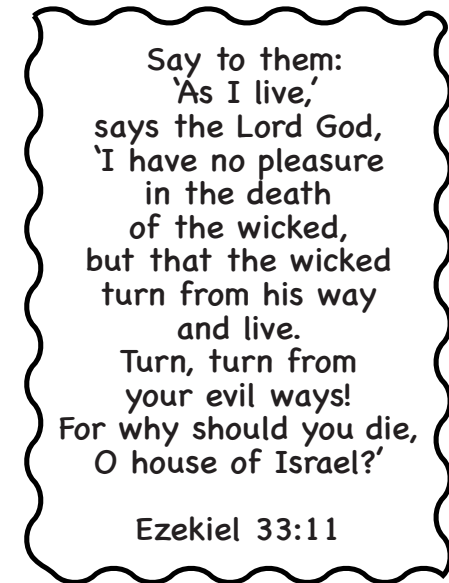 Say to them:
‘As I live,’
says the Lord God,
‘I have no pleasure
in the death
of the wicked,
but that the wicked
turn from his way
and live.
Turn, turn from
your evil ways!
For why should you die,
O house of Israel?’
Ezekiel 33:11